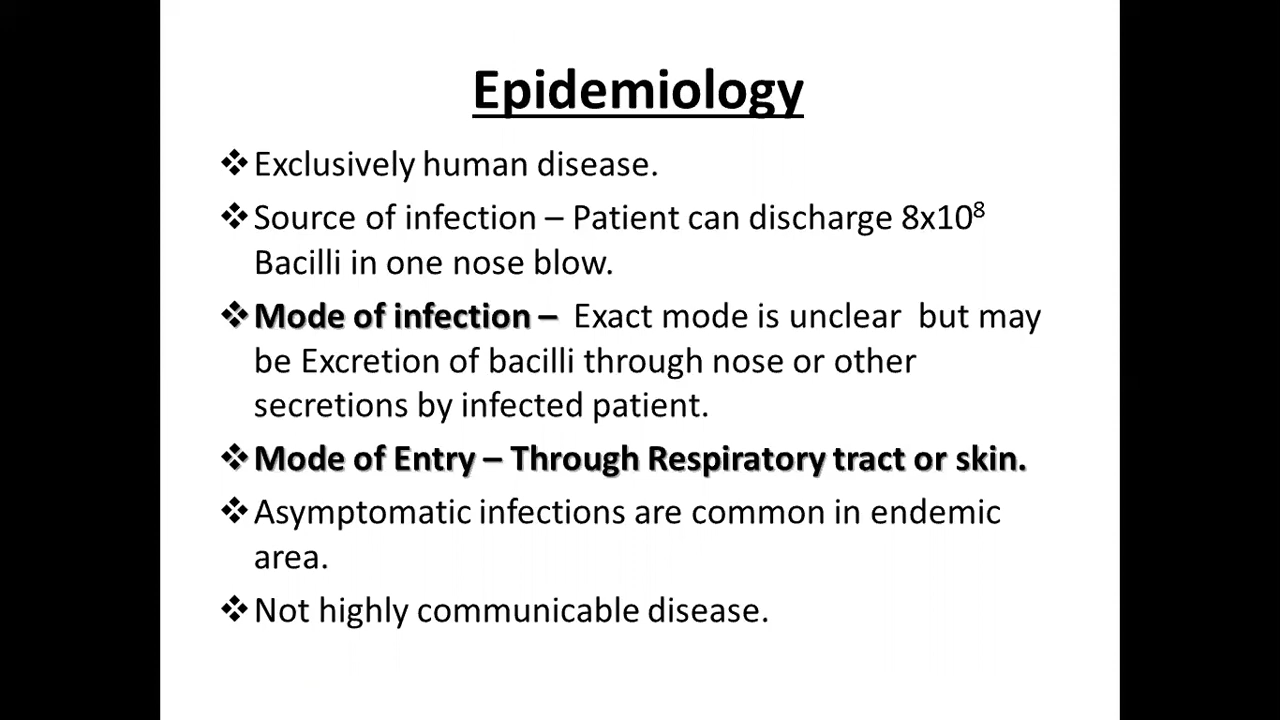 Epidemiology
❖Exclusively human disease.
❖Source of infection – Patient can discharge 8x10⁸
Bacilli in one nose blow.
❖Mode of infection – Exact mode is unclear but may
be Excretion of bacilli through nose or other
secretions by infected patient.
❖Mode of Entry – Through Respiratory tract or skin.
❖Asymptomatic infections are common in endemic
area.
❖Not highly communicable disease.